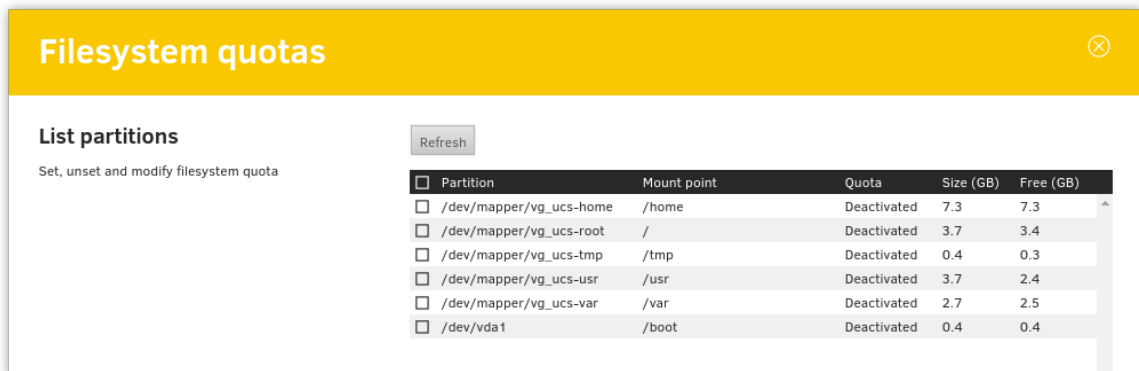 Filesystem quotas
List partitions
Set, unset and modify filesystem quota
Refresh
Partition Mount point Quota Size (GB) Free (GB)
/dev/mapper/vg_ucs-home /home Deactivated 7.3 7.3
/dev/mapper/vg_ucs-root / Deactivated 3.7 3.4
/dev/mapper/vg_ucs-tmp /tmp Deactivated 0.4 0.3
/dev/mapper/vg_ucs-usr /usr Deactivated 3.7 2.4
/dev/mapper/vg_ucs-var /var Deactivated 2.7 2.5
/dev/vda1 /boot Deactivated 0.4 0.4